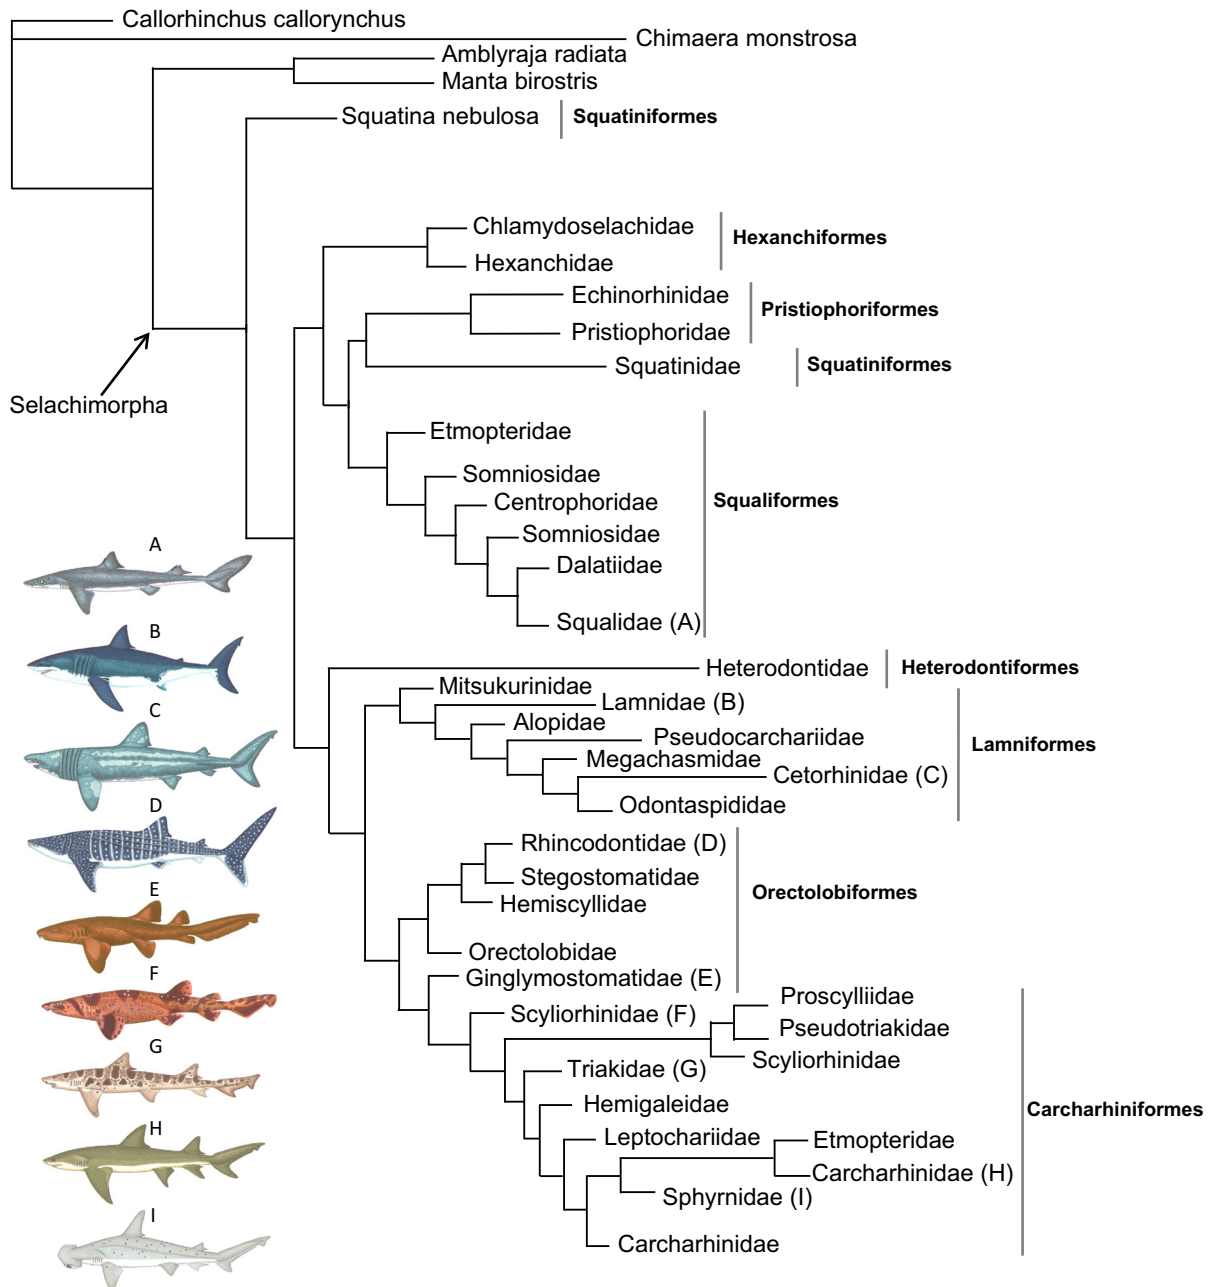 Callorhinchus callorynchus
Chimaera monstrosa
Amblyraja radiata
Manta birostris
Squatina nebulosa
Squatiniformes
Chlamydoselachidae
Hexanchiformes
Hexanchidae
Echinorhinidae
Pristiophoriformes
Pristiophoridae
Squatinidae
Squatiniformes
Selachimorpha
Etmopteridae
Somniosidae
Centrophoridae
Squaliformes
Somniosidae
Dalatiidae
Squalidae (A)
Heterodontidae
Heterodontiformes
Mitsukurinidae
Lamnidae (B)
Alopidae
Pseudocarchariidae
Lamniformes
Megachasmidae
Cetorhinidae (C)
Odontaspididae
Rhincodontidae (D)
Stegostomatidae
Orectolobiformes
Hemiscyllidae
Orectolobidae
Ginglymostomatidae (E)
Proscylliidae
Scyliorhinidae (F)
Pseudotriakidae
Scyliorhinidae
Triakidae (G)
Hemigaleidae
Carcharhiniformes
Leptochariidae
Etmopteridae
Carcharhinidae (H)
Sphyrnidae (I)
Carcharhinidae
A
B
C
D
E
F
G
H
I